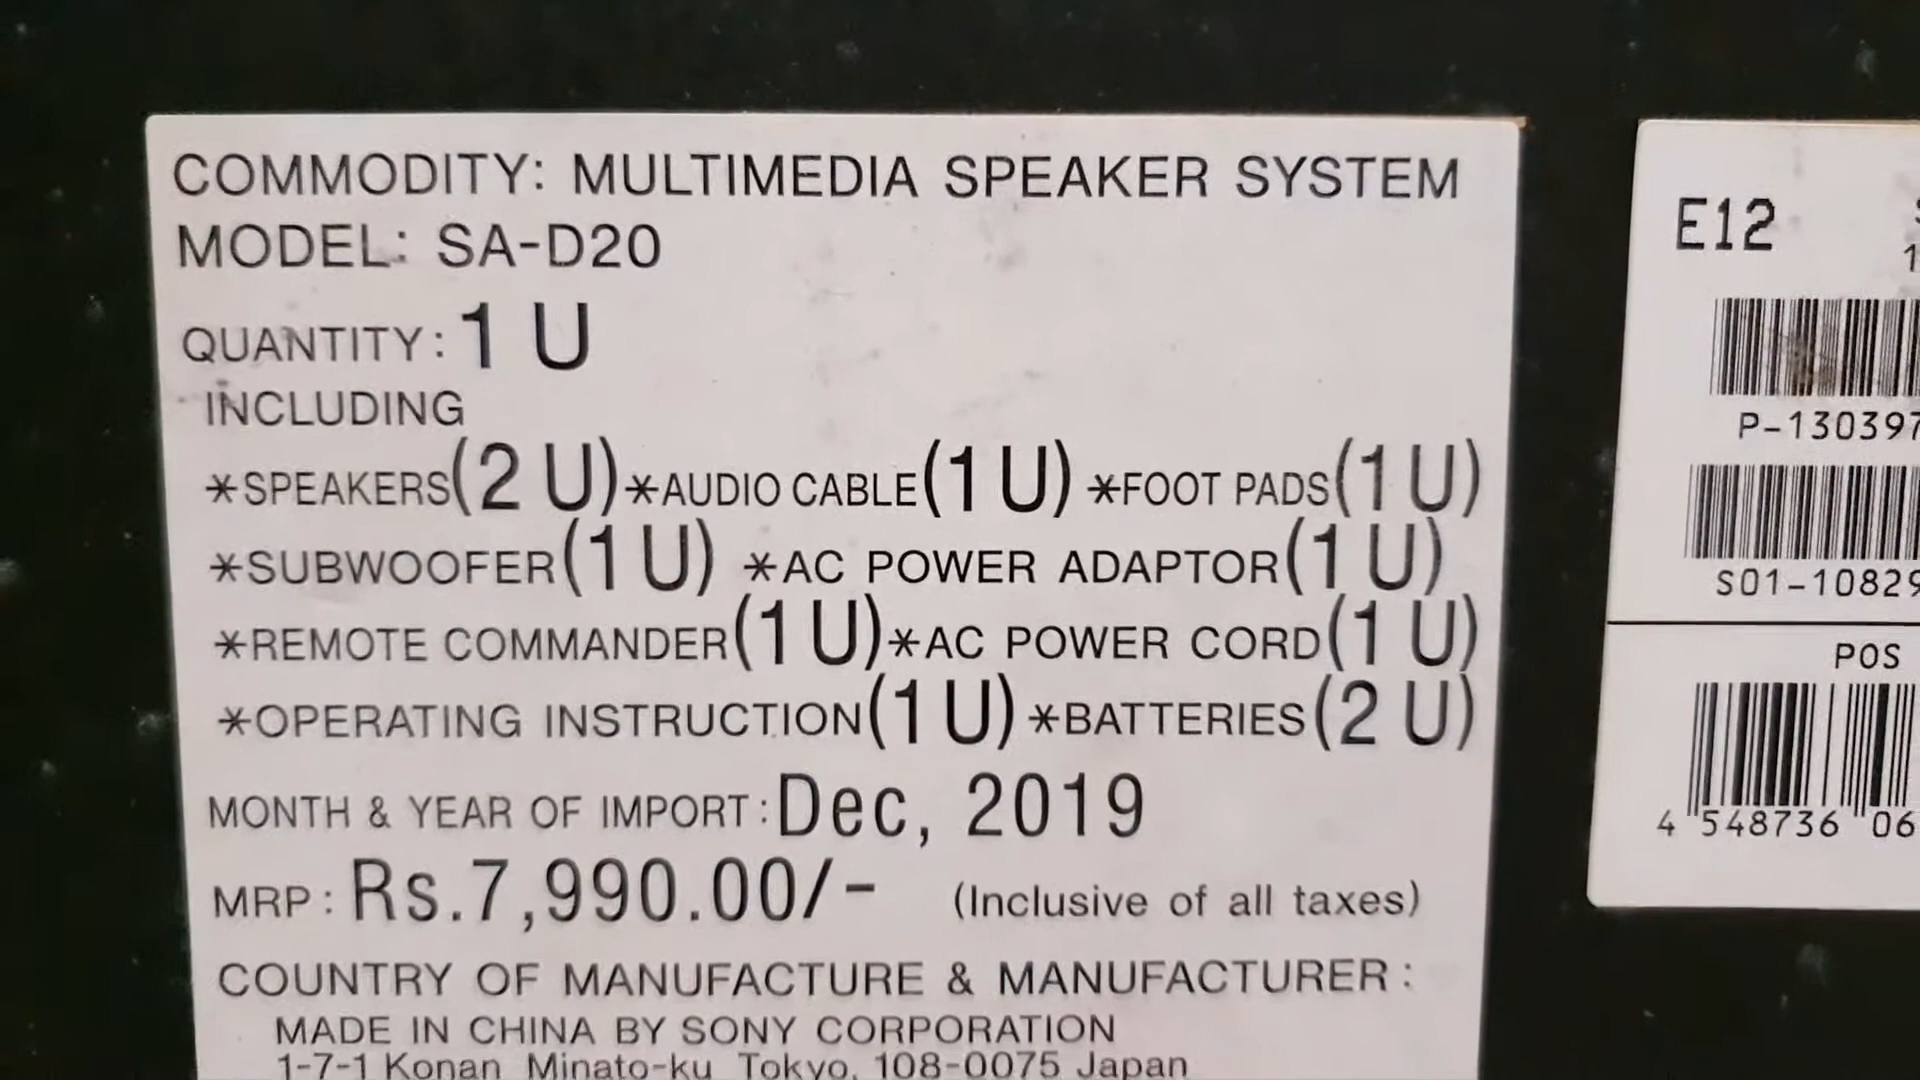 COMMODITY: MULTIMEDIA SPEAKER SYSTEM
MODEL: SA-D20
QUANTITY: 1 U
INCLUDING
*SPEAKERS(2 U)*AUDIO CABLE(1 U) *FOOT PADS(1 U)
*SUBWOOFER(1 U) *AC POWER ADAPTOR(1 U)
*REMOTE COMMANDER(1 U)*AC POWER CORD(1 U)
*OPERATING INSTRUCTION(1 U) *BATTERIES(2 U)
MONTH & YEAR OF IMPORT: Dec, 2019
MRP: Rs.7,990.00/- (Inclusive of all taxes)
COUNTRY OF MANUFACTURE & MANUFACTURER:
MADE IN CHINA BY SONY CORPORATION
1-7-1 Konan Minato-ku Tokyo, 108-0075 Japan
E12
P-130397
S01-10829
POS
4 548736 06